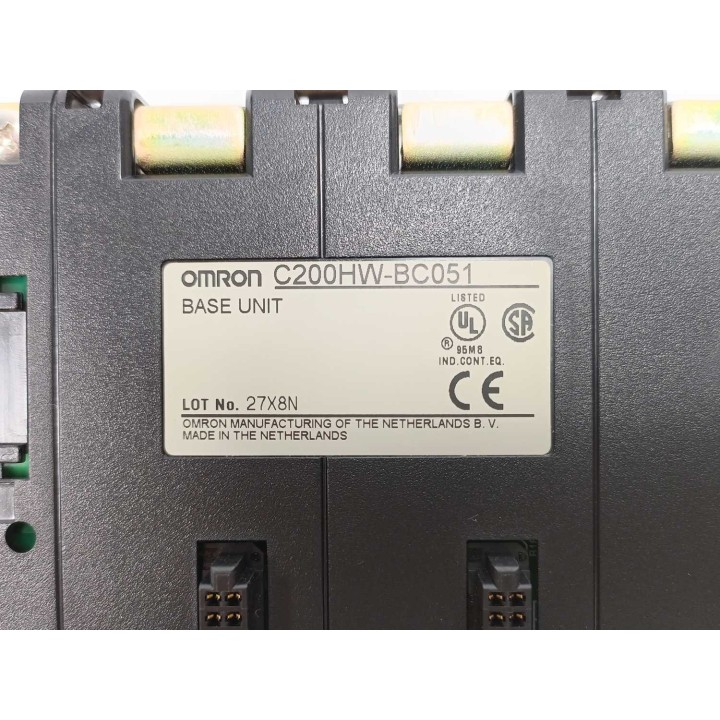 OMRON C200HW-BC051
BASE UNIT
LISTED
UL
SA
® 95M8
IND.CONT.EQ.
CE
LOT No. 27X8N
OMRON MANUFACTURING OF THE NETHERLANDS B.V.
MADE IN THE NETHERLANDS